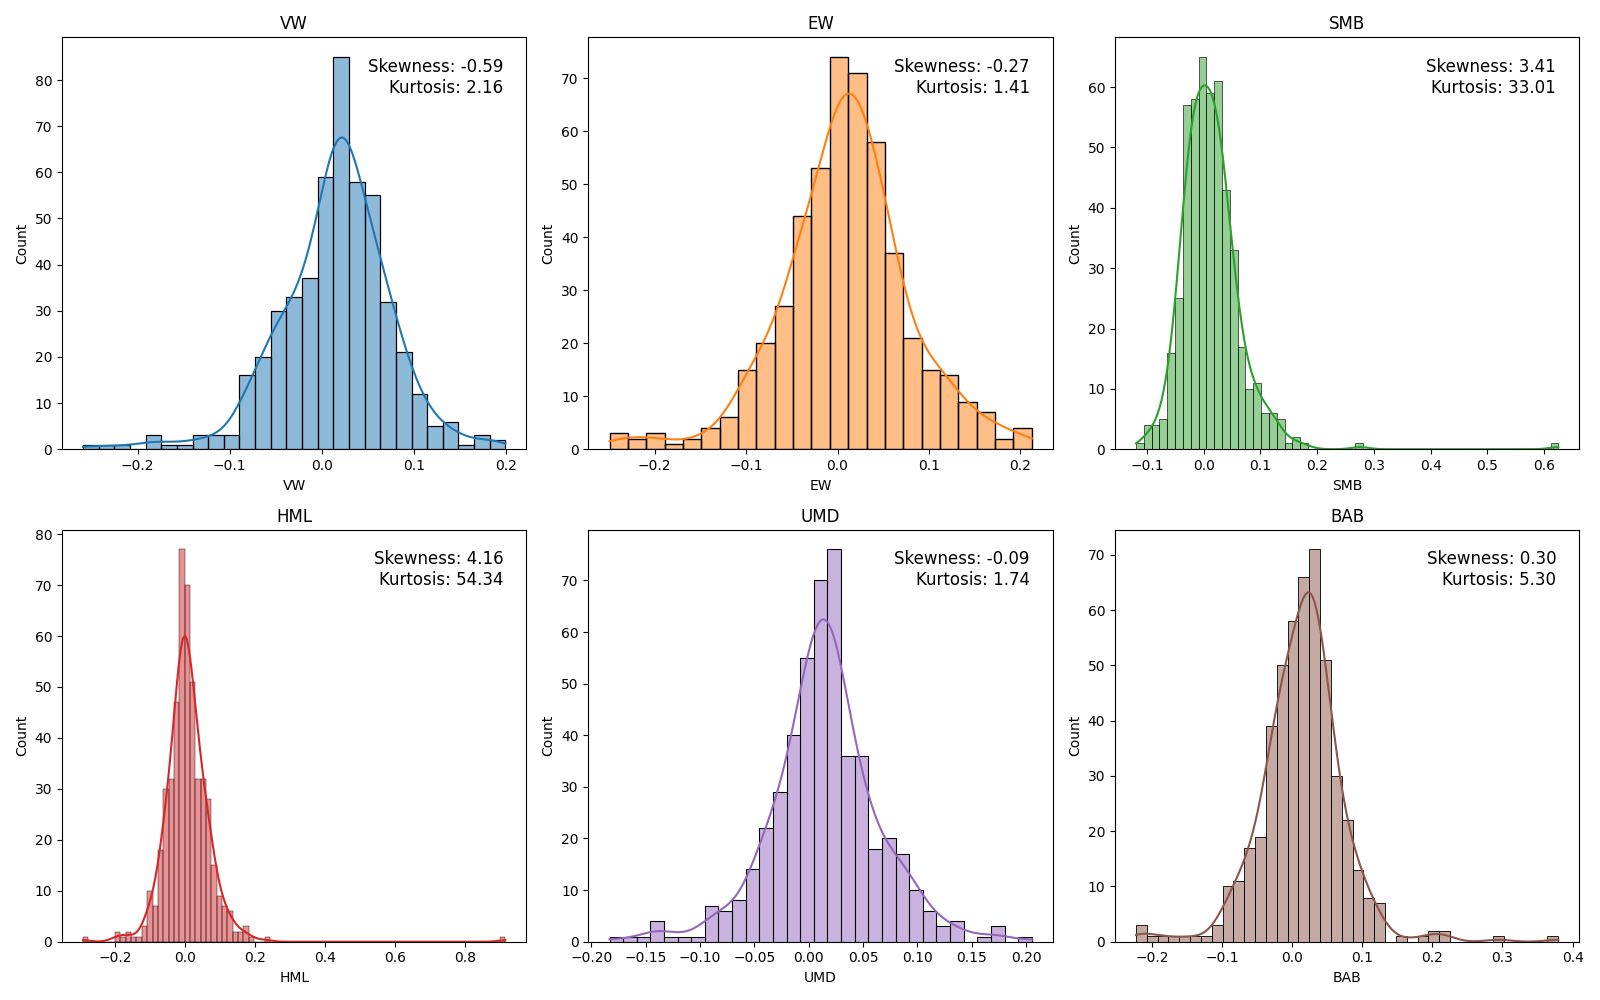 VW
Skewness: -0.59
Kurtosis: 2.16
Count
80
70
60
50
40
30
20
10
0
−0.2 −0.1 0.0 0.1 0.2
VW
EW
Skewness: -0.27
Kurtosis: 1.41
Count
70
60
50
40
30
20
10
0
−0.2 −0.1 0.0 0.1 0.2
EW
SMB
Skewness: 3.41
Kurtosis: 33.01
Count
60
50
40
30
20
10
0
−0.1 0.0 0.1 0.2 0.3 0.4 0.5 0.6
SMB
HML
Skewness: 4.16
Kurtosis: 54.34
Count
80
70
60
50
40
30
20
10
0
−0.2 0.0 0.2 0.4 0.6 0.8
HML
UMD
Skewness: -0.09
Kurtosis: 1.74
Count
70
60
50
40
30
20
10
0
−0.20 −0.15 −0.10 −0.05 0.00 0.05 0.10 0.15 0.20
UMD
BAB
Skewness: 0.30
Kurtosis: 5.30
Count
70
60
50
40
30
20
10
0
−0.2 −0.1 0.0 0.1 0.2 0.3 0.4
BAB